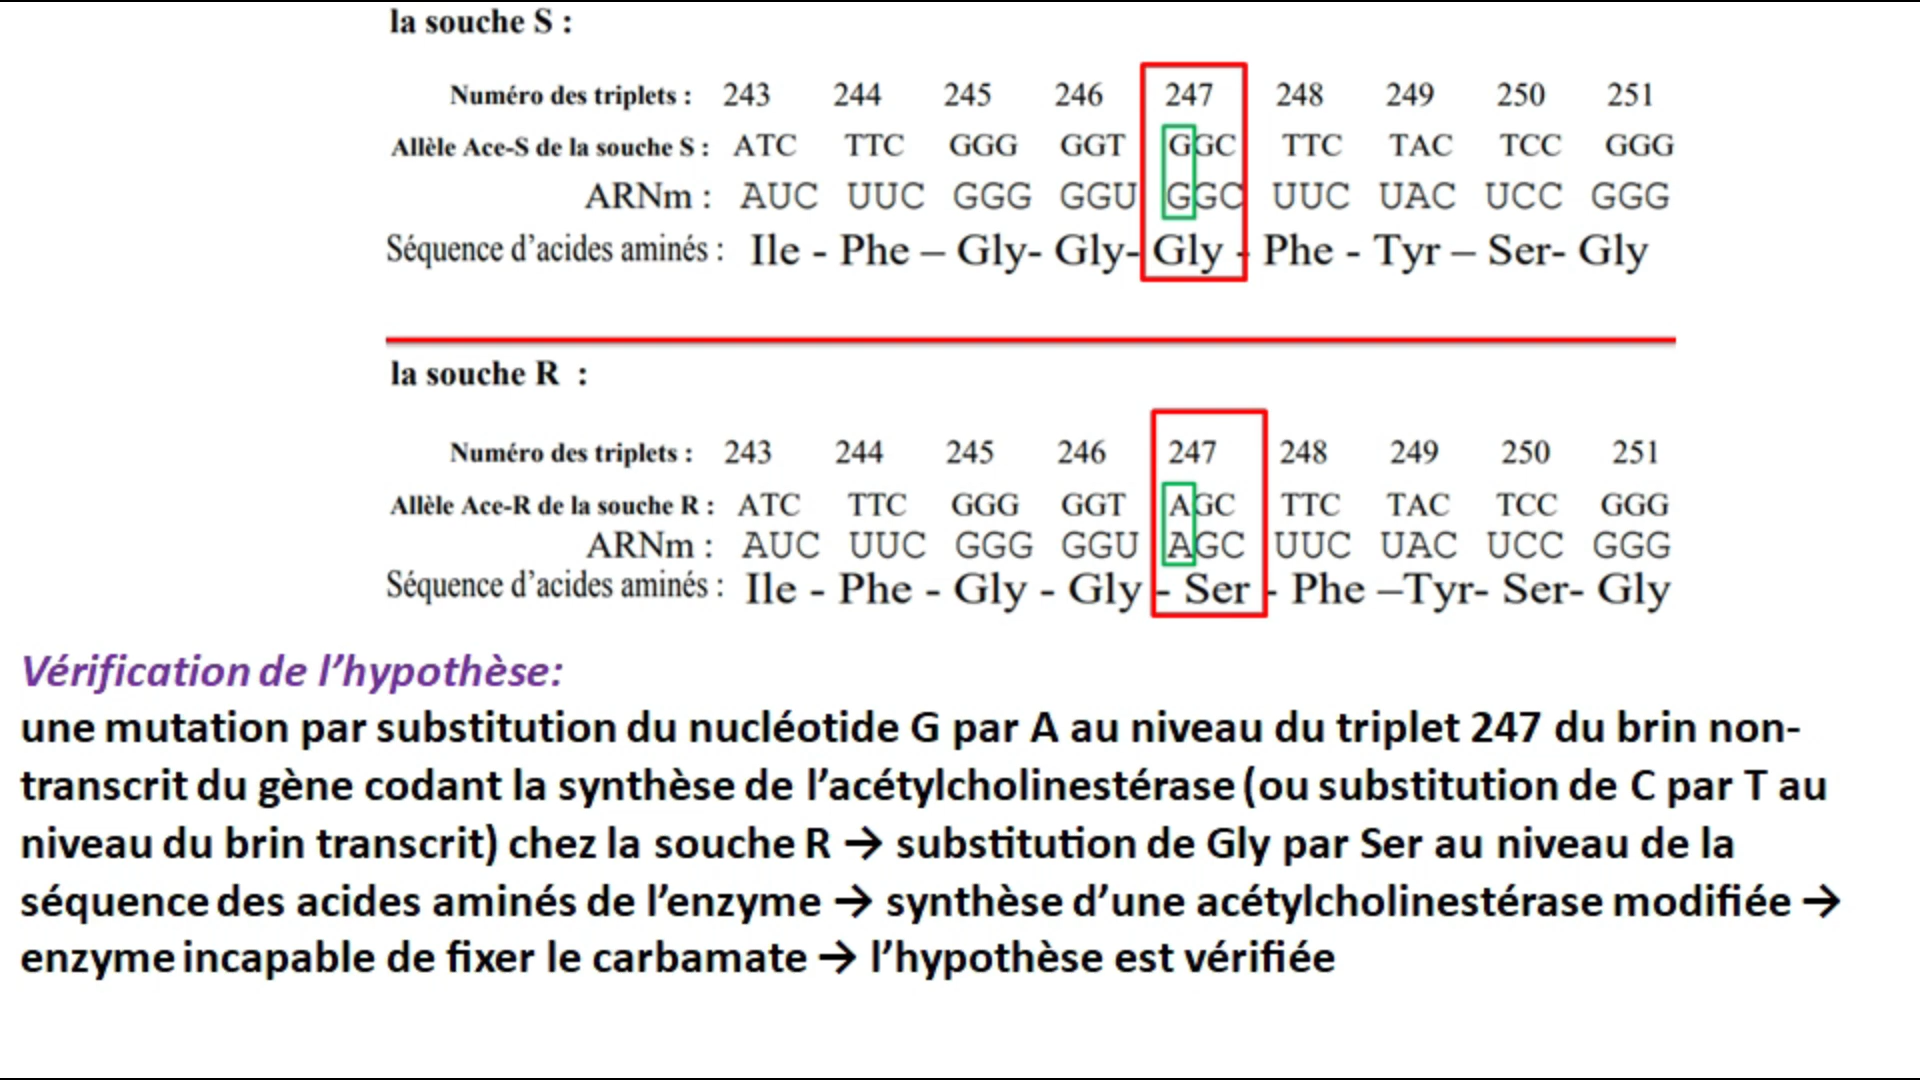 la souche S :
Numéro des triplets : 243 244 245 246 247 248 249 250 251
Allèle Ace-S de la souche S : ATC TTC GGG GGT GGC TTC TAC TCC GGG
ARNm : AUC UUC GGG GGU GGC UUC UAC UCC GGG
Séquence d'acides aminés : Ile - Phe – Gly- Gly- Gly - Phe - Tyr – Ser- Gly
la souche R :
Numéro des triplets : 243 244 245 246 247 248 249 250 251
Allèle Ace-R de la souche R : ATC TTC GGG GGT AGC TTC TAC TCC GGG
ARNm : AUC UUC GGG GGU AGC UUC UAC UCC GGG
Séquence d'acides aminés : Ile - Phe - Gly - Gly - Ser - Phe –Tyr- Ser- Gly
Vérification de l'hypothèse:
une mutation par substitution du nucléotide G par A au niveau du triplet 247 du brin non-
transcrit du gène codant la synthèse de l'acétylcholinestérase (ou substitution de C par T au
niveau du brin transcrit) chez la souche R → substitution de Gly par Ser au niveau de la
séquence des acides aminés de l'enzyme → synthèse d'une acétylcholinestérase modifiée →
enzyme incapable de fixer le carbamate → l'hypothèse est vérifiée